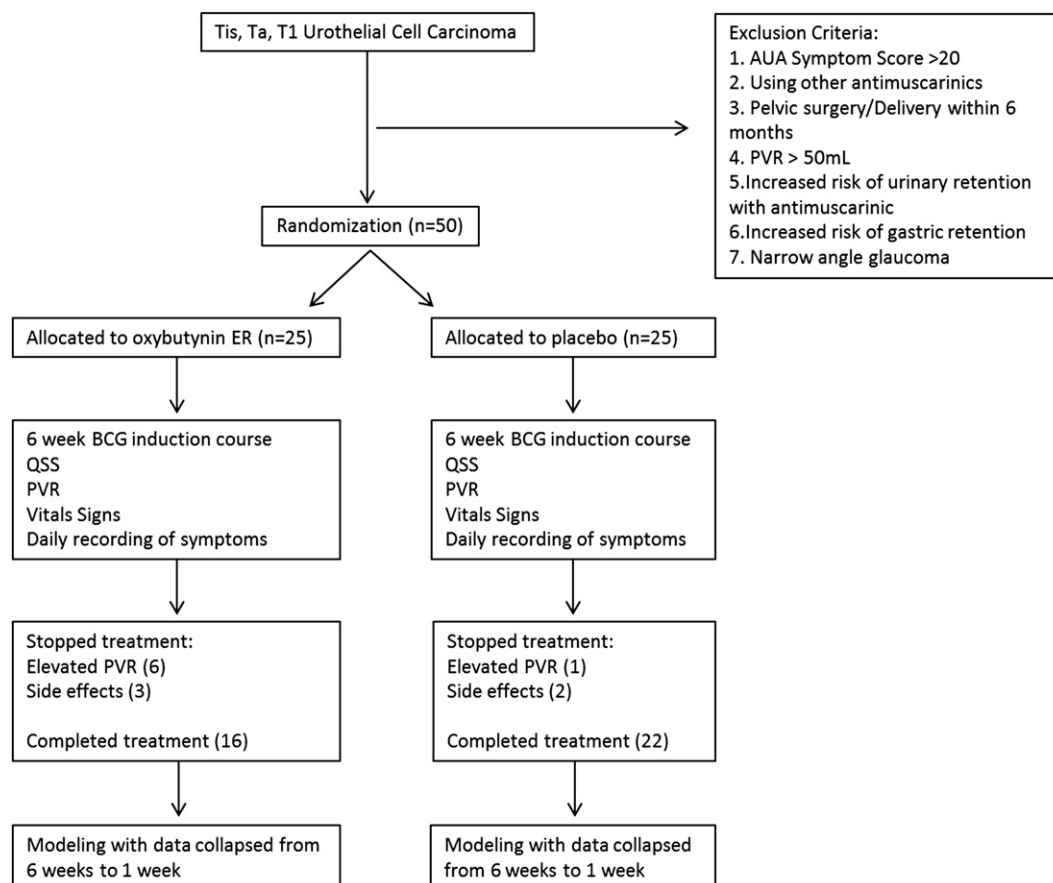 Tis, Ta, T1 Urothelial Cell Carcinoma
Exclusion Criteria:
1. AUA Symptom Score >20
2. Using other antimuscarinics
3. Pelvic surgery/Delivery within 6
months
4. PVR > 50mL
5.Increased risk of urinary retention
with antimuscarinic
6.Increased risk of gastric retention
7. Narrow angle glaucoma
Randomization (n=50)
Allocated to oxybutynin ER (n=25)
Allocated to placebo (n=25)
6 week BCG induction course
QSS
PVR
Vitals Signs
Daily recording of symptoms
6 week BCG induction course
QSS
PVR
Vitals Signs
Daily recording of symptoms
Stopped treatment:
Elevated PVR (6)
Side effects (3)
Completed treatment (16)
Stopped treatment:
Elevated PVR (1)
Side effects (2)
Completed treatment (22)
Modeling with data collapsed from
6 weeks to 1 week
Modeling with data collapsed
from 6 weeks to 1 week